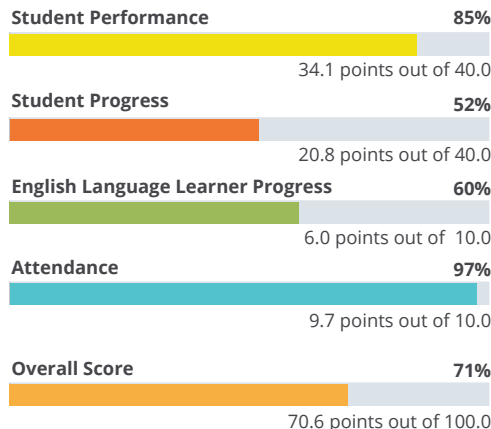 Student Performance 85%
34.1 points out of 40.0
Student Progress 52%
20.8 points out of 40.0
English Language Learner Progress 60%
6.0 points out of 10.0
Attendance 97%
9.7 points out of 10.0
Overall Score 71%
70.6 points out of 100.0